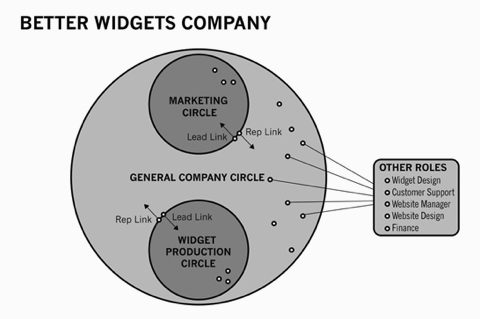 BETTER WIDGETS COMPANY
MARKETING
CIRCLE
Rep Link
Lead Link
GENERAL COMPANY CIRCLE
OTHER ROLES
Widget Design
Customer Support
Website Manager
Website Design
Finance
Rep Link
Lead Link
WIDGET
PRODUCTION
CIRCLE